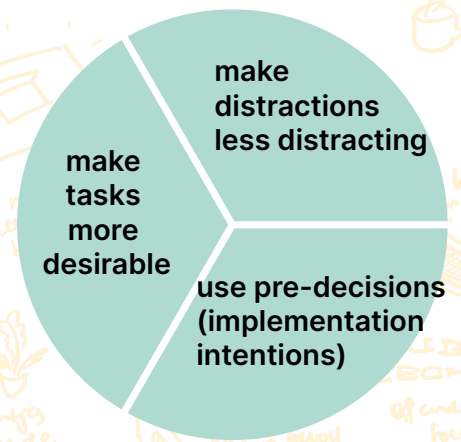 make
distractions
less distracting
make
tasks
more
desirable
use pre-decisions
(implementation
intentions)